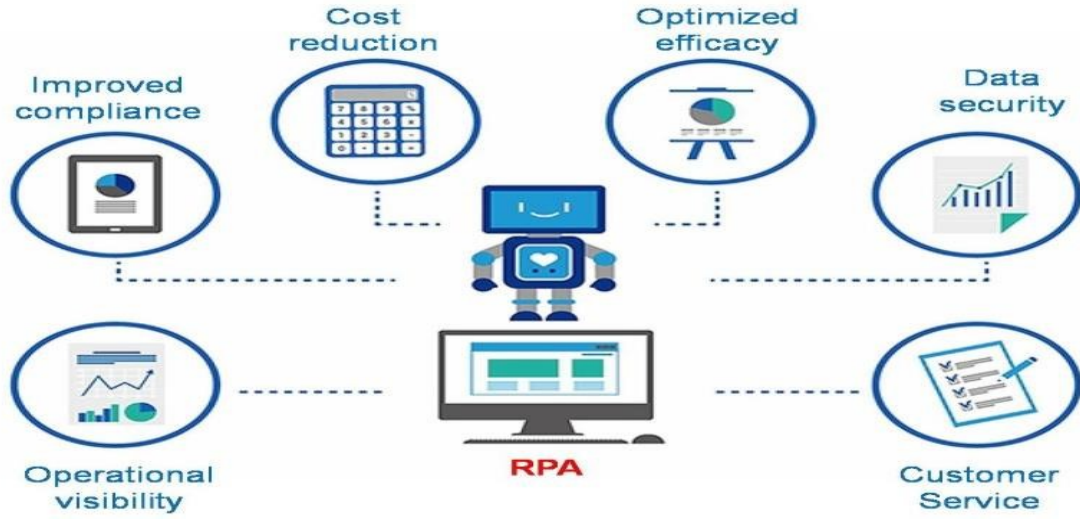 Cost
reduction
Optimized
efficacy
Improved
compliance
Data
security
RPA
Operational
visibility
Customer
Service